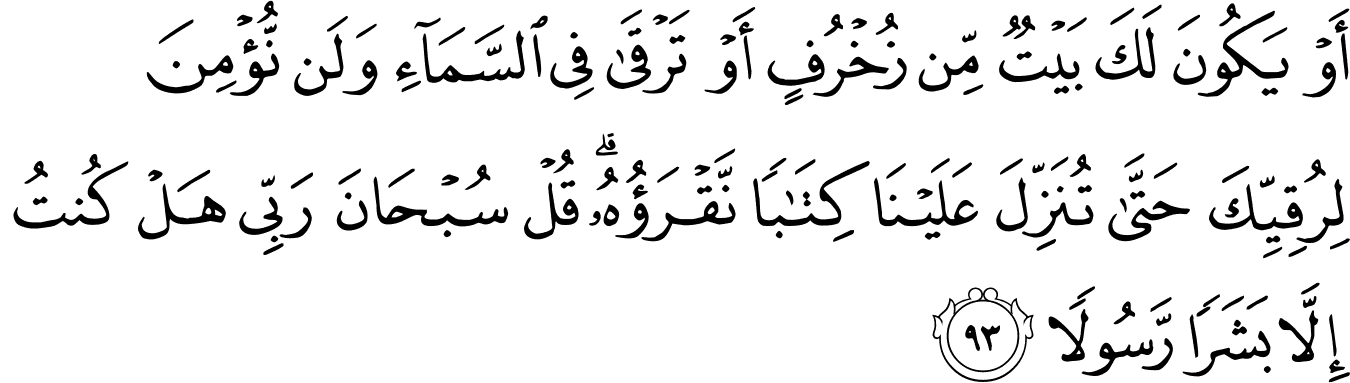 أَوْ يَكُونَ لَكَ بَيْتٌ مِّن زُخْرُفٍ أَوْ تَرْقَىٰ فِي ٱلسَّمَآءِ وَلَن نُّؤْمِنَ
لِرُقِيِّكَ حَتَّىٰ تُنَزِّلَ عَلَيْنَا كِتَـٰبًا نَّقْرَؤُهُۥ ۗ قُلْ سُبْحَانَ رَبِّى هَلْ كُنتُ
إِلَّا بَشَرًا رَّسُولًا ٩٣